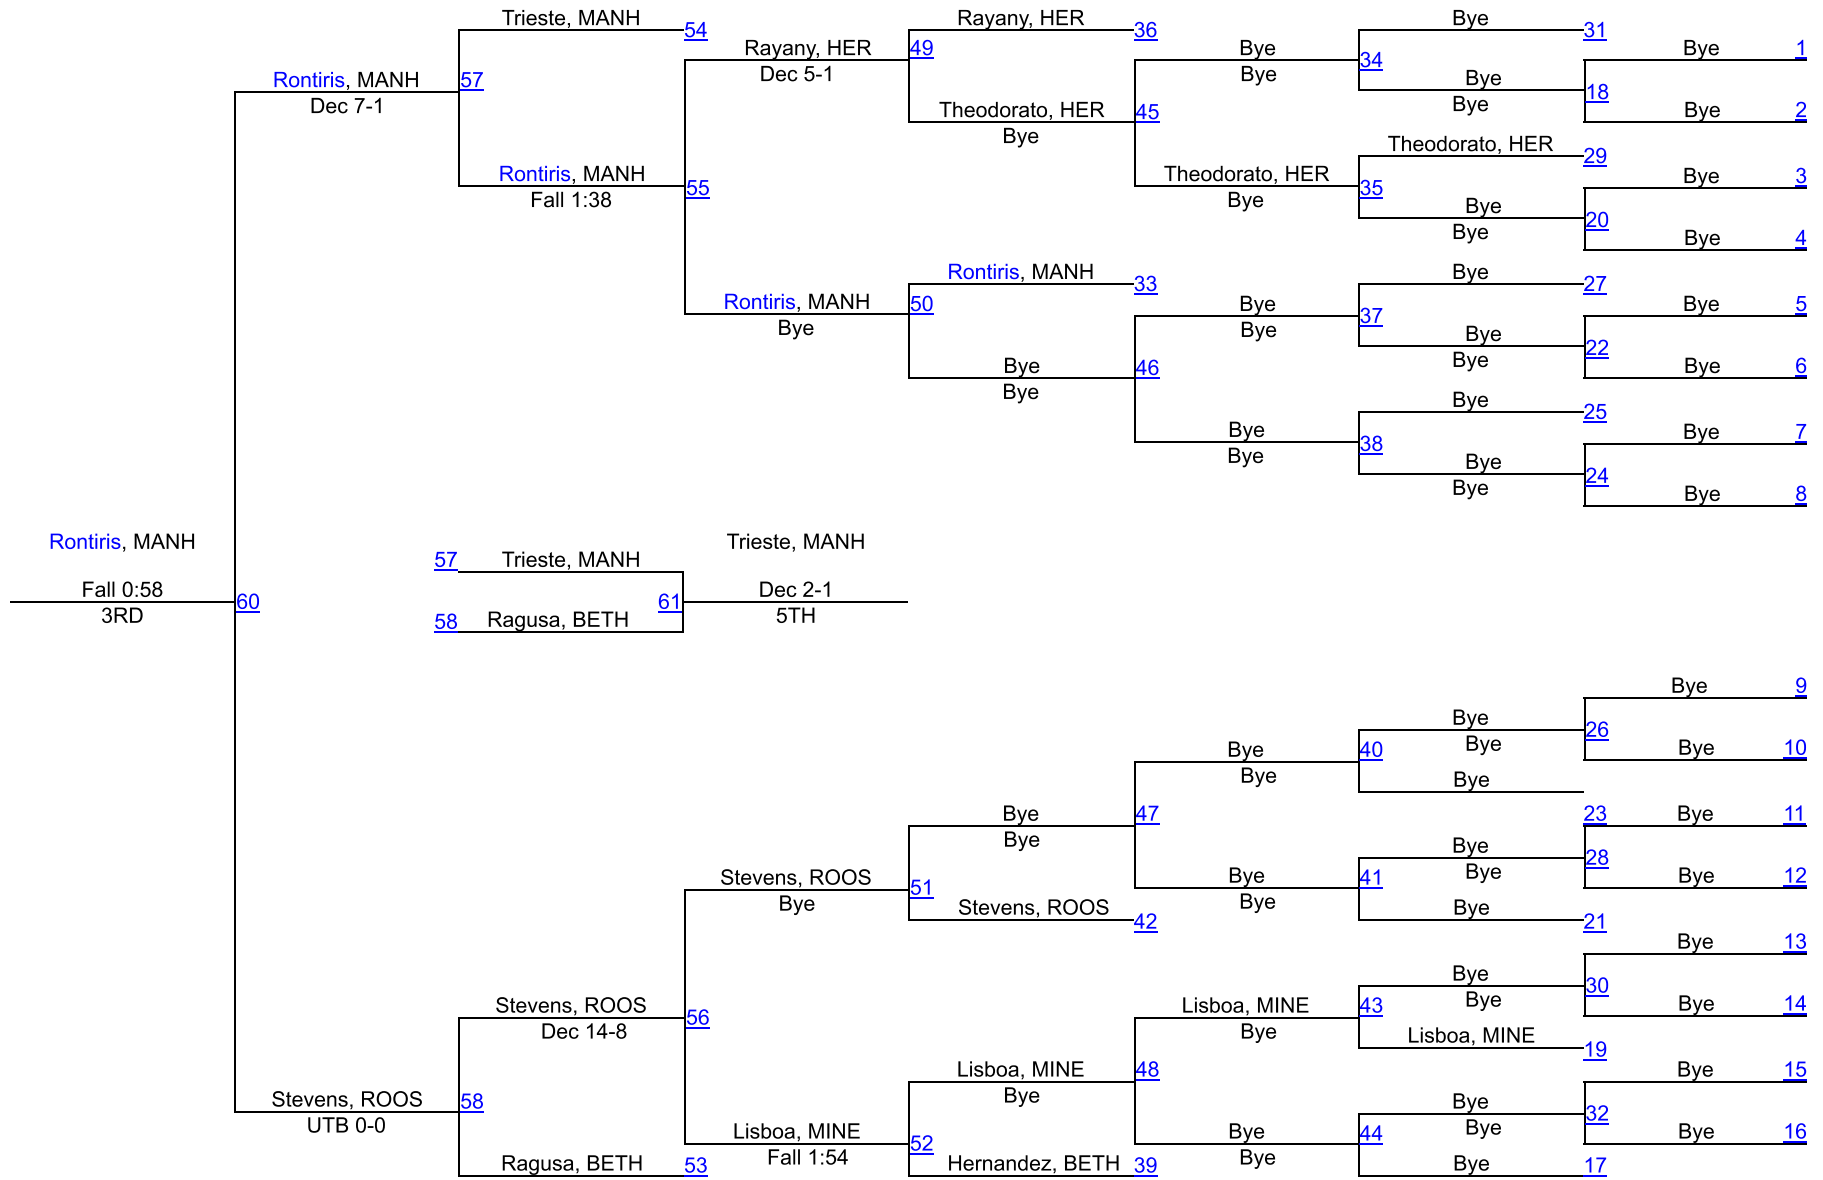 Trieste, MANH
54
Rayany, HER
36
Bye
31
Rontiris, MANH
57
Dec 7-1
Rayany, HER
49
Dec 5-1
Bye
34
Bye
Bye
1
Theodorato, HER
45
Bye
Bye
18
Bye
Bye
2
Rontiris, MANH
55
Fall 1:38
Theodorato, HER
35
Bye
Theodorato, HER
29
Bye
3
Bye
20
Bye
Bye
4
Rontiris, MANH
50
Bye
Rontiris, MANH
33
Bye
37
Bye
Bye
27
Bye
5
Bye
22
Bye
Bye
6
Bye
46
Bye
Bye
38
Bye
Bye
25
Bye
7
Bye
24
Bye
Bye
8
Rontiris, MANH
Fall 0:58
60
3RD
57
Trieste, MANH
61
58
Ragusa, BETH
Trieste, MANH
Dec 2-1
5TH
Bye
9
Bye
26
Bye
Bye
10
Bye
40
Bye
Bye
23
Bye
47
Bye
Bye
11
Bye
28
Bye
Bye
12
Stevens, ROOS
51
Bye
Bye
41
Bye
Bye
21
Stevens, ROOS
42
Bye
13
Bye
30
Bye
Bye
14
Stevens, ROOS
56
Dec 14-8
Lisboa, MINE
43
Bye
Lisboa, MINE
19
Lisboa, MINE
48
Bye
Bye
15
Bye
32
Bye
Bye
16
Stevens, ROOS
58
UTB 0-0
Lisboa, MINE
52
Fall 1:54
Bye
44
Bye
Ragusa, BETH
53
Hernandez, BETH
39
Bye
17